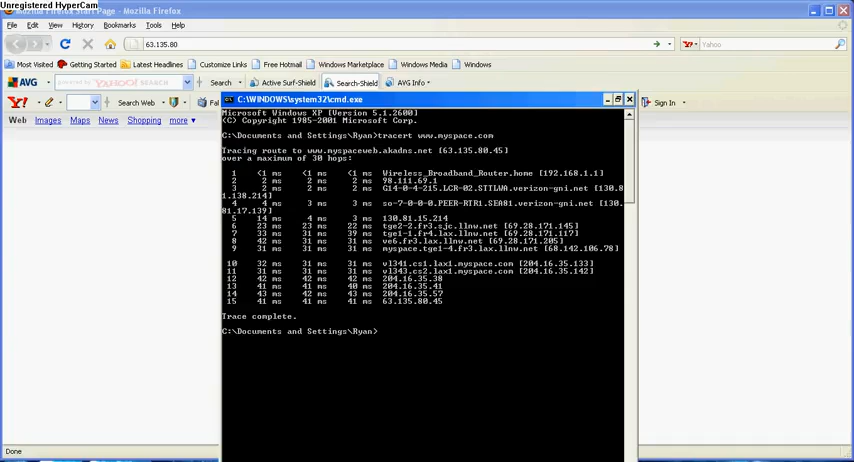 Unregistered HyperCam
Start Page - Mozilla Firefox
File Edit View History Bookmarks Tools Help
63.135.80
Yahoo
Most Visited Getting Started Latest Headlines Customize Links Free Hotmail Windows Marketplace Windows Media Windows
AVG YAHOO! SEARCH Search Active Surf-Shield Search-Shield AVG Info
Y! Search Web Sign In
Web Images Maps News Shopping more
C:\WINDOWS\system32\cmd.exe
Microsoft Windows XP [Version 5.1.2600]
(C) Copyright 1985-2001 Microsoft Corp.
C:\Documents and Settings\Ryan>tracert www.myspace.com
Tracing route to www.myspaceweb.akadns.net [63.135.80.45]
over a maximum of 30 hops:
1 <1 ms <1 ms <1 ms Wireless_Broadband_Router.home [192.168.1.1]
2 2 ms 2 ms 2 ms 98.111.69.1
3 2 ms 2 ms 2 ms G14-0-4-215.LCR-02.STTLWA.verizon-gni.net [130.8
1.138.214]
4 4 ms 3 ms 3 ms so-7-0-0-0.PEER-RTR1.SEA81.verizon-gni.net [130.
81.17.139]
5 14 ms 4 ms 3 ms 130.81.15.214
6 23 ms 23 ms 22 ms tge2-2.fr3.sjc.llnw.net [69.28.171.145]
7 33 ms 31 ms 39 ms tge1-1.fr4.lax.llnw.net [69.28.171.117]
8 42 ms 31 ms 31 ms ve6.fr3.lax.llnw.net [69.28.171.205]
9 31 ms 31 ms 31 ms myspace.tge1-4.fr3.lax.llnw.net [68.142.106.78]
10 32 ms 31 ms 31 ms vl341.cs1.lax1.myspace.com [204.16.35.133]
11 31 ms 31 ms 31 ms vl343.cs2.lax1.myspace.com [204.16.35.142]
12 42 ms 42 ms 42 ms 204.16.35.38
13 41 ms 41 ms 40 ms 204.16.35.41
14 43 ms 42 ms 43 ms 204.16.35.57
15 41 ms 41 ms 41 ms 63.135.80.45
Trace complete.
C:\Documents and Settings\Ryan>
Done